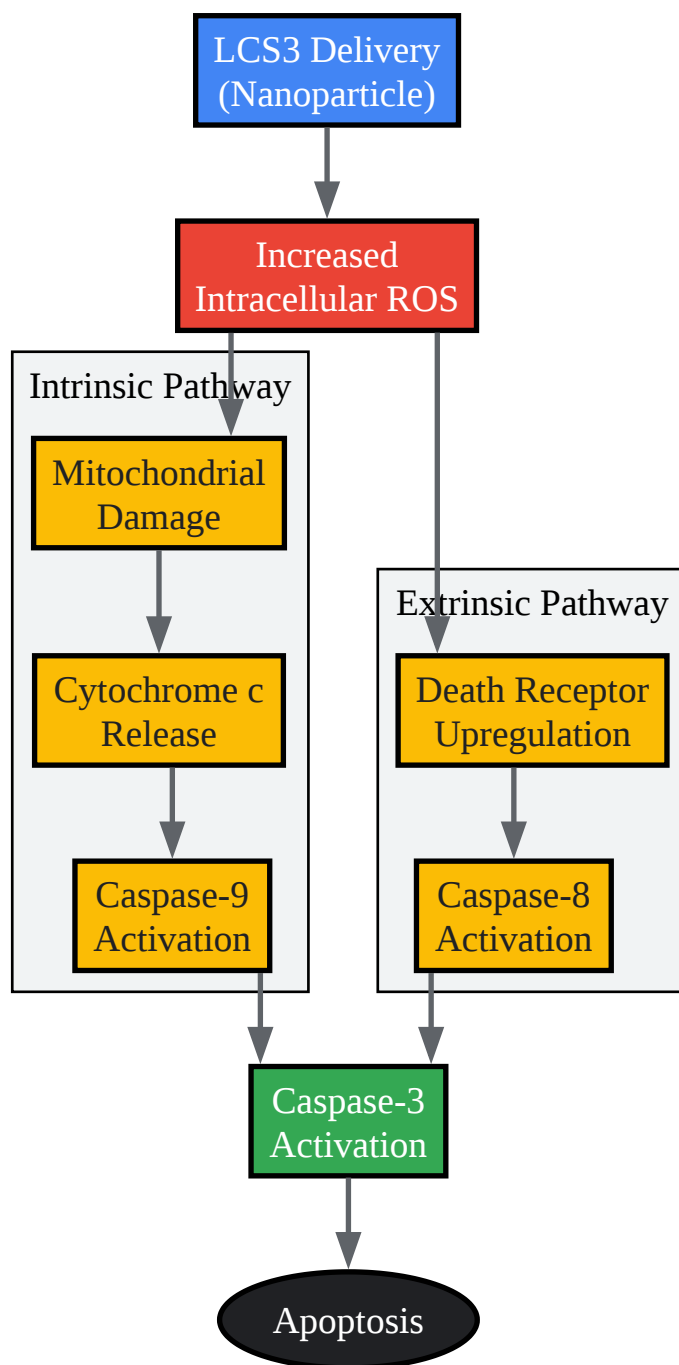 LCS3 Delivery
(Nanoparticle)
Increased
Intracellular ROS
Intrinsic Pathway
Mitochondrial
Damage
Cytochrome c
Release
Caspase-9
Activation
Extrinsic Pathway
Death Receptor
Upregulation
Caspase-8
Activation
Caspase-3
Activation
Apoptosis